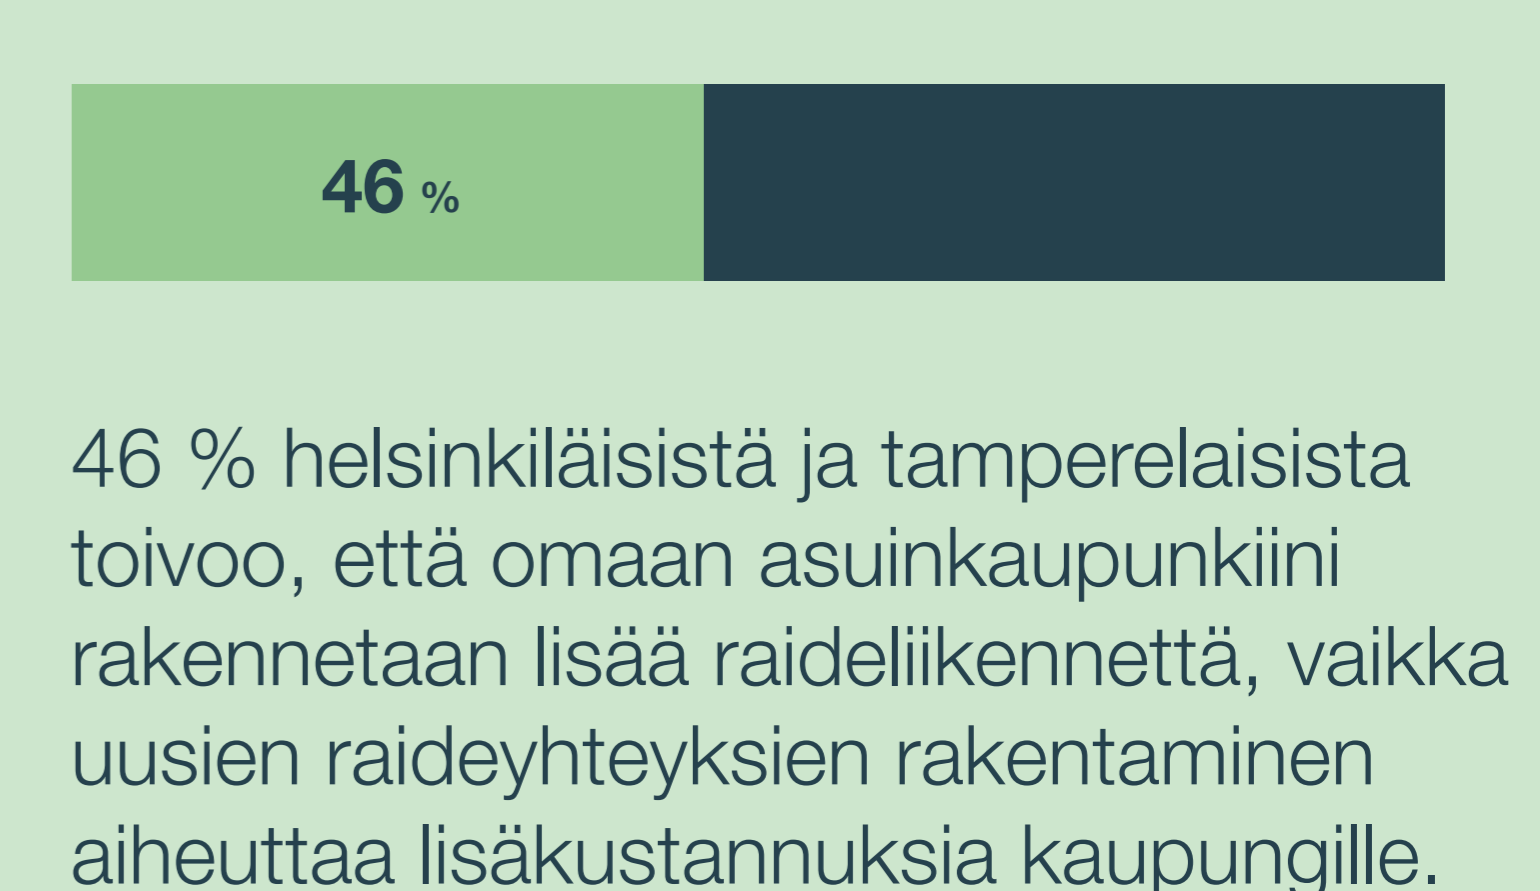 46 %
46 % helsinkiläisistä ja tamperelaisista
toivoo, että omaan asuinkaupunkiini
rakennetaan lisää raideliikennettä, vaikka
uusien raideyhteyksien rakentaminen
aiheuttaa lisäkustannuksia kaupungille.